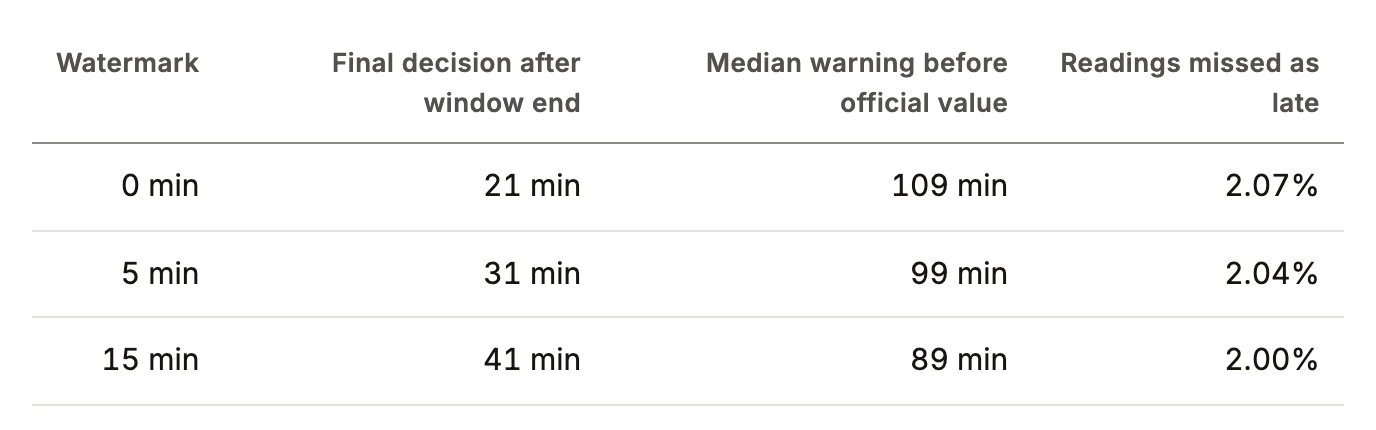 Watermark Final decision after window end Median warning before official value Readings missed as late
0 min 21 min 109 min 2.07%
5 min 31 min 99 min 2.04%
15 min 41 min 89 min 2.00%